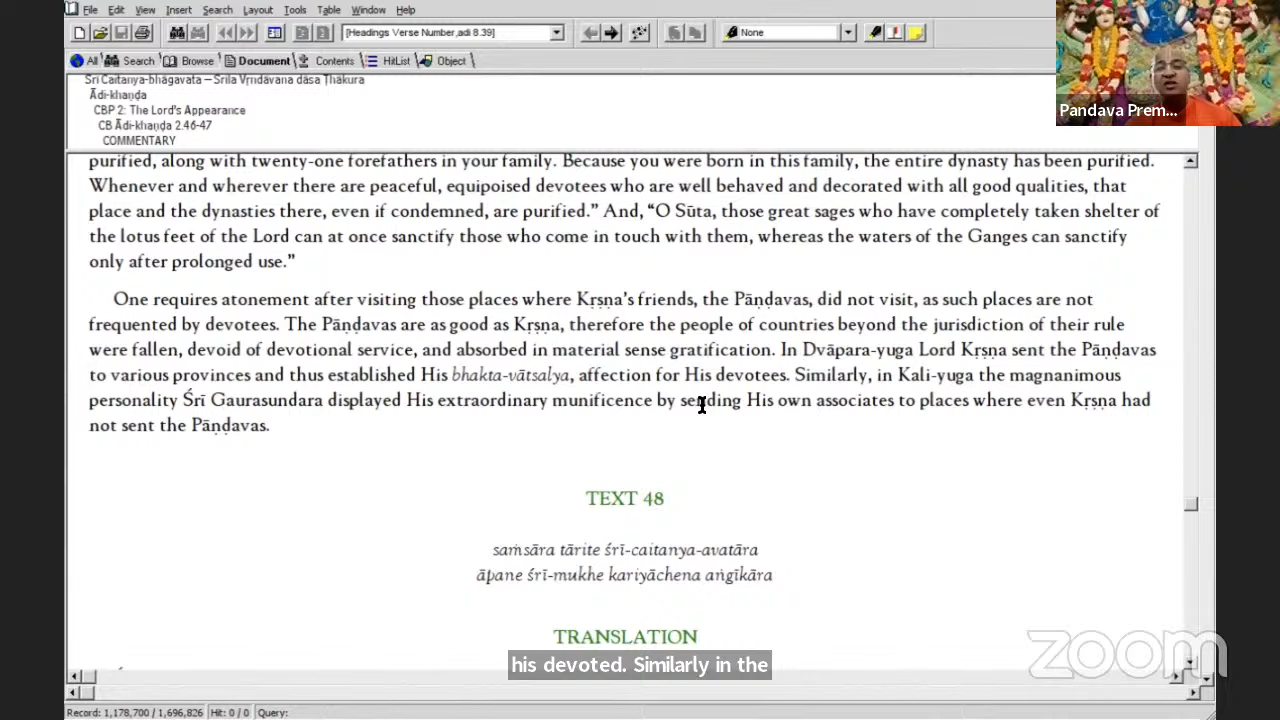 File Edit View Insert Search Layout Tools Table Window Help
[Headings Verse Number,adi 8.39] None
All Search Browse Document Contents HitList Object
Śrī Caitanya-bhāgavata – Śrīla Vṛndāvana dāsa Ṭhākura
Ādi-khaṇḍa
CBP 2: The Lord's Appearance
CB Ādi-khaṇḍa 2.46-47
COMMENTARY
Pandava Prem...
purified, along with twenty-one forefathers in your family. Because you were born in this family, the entire dynasty has been purified.
Whenever and wherever there are peaceful, equipoised devotees who are well behaved and decorated with all good qualities, that
place and the dynasties there, even if condemned, are purified.” And, “O Sūta, those great sages who have completely taken shelter of
the lotus feet of the Lord can at once sanctify those who come in touch with them, whereas the waters of the Ganges can sanctify
only after prolonged use.”
One requires atonement after visiting those places where Kṛṣṇa’s friends, the Pāṇḍavas, did not visit, as such places are not
frequented by devotees. The Pāṇḍavas are as good as Kṛṣṇa, therefore the people of countries beyond the jurisdiction of their rule
were fallen, devoid of devotional service, and absorbed in material sense gratification. In Dvāpara-yuga Lord Kṛṣṇa sent the Pāṇḍavas
to various provinces and thus established His bhakta-vātsalya, affection for His devotees. Similarly, in Kali-yuga the magnanimous
personality Śrī Gaurasundara displayed His extraordinary munificence by sending His own associates to places where even Kṛṣṇa had
not sent the Pāṇḍavas.
TEXT 48
saṁsāra tārite śrī-caitanya-avatāra
āpane śrī-mukhe kariyāchena aṅgīkāra
TRANSLATION
his devoted. Similarly in the
zoom
Record: 1,178,700 / 1,696,826 Hit: 0 / 0 Query: